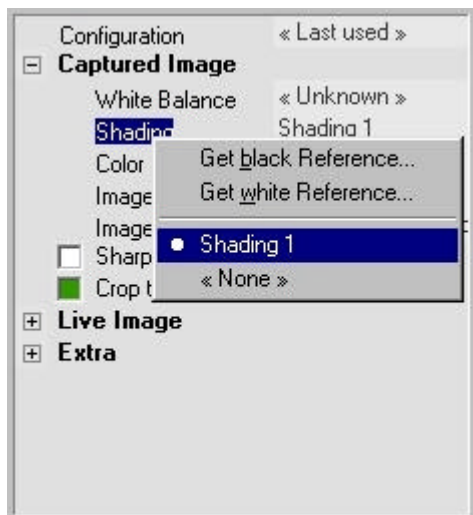 Configuration « Last used »
Captured Image
White Balance « Unknown »
Shading Shading 1
Color Get black Reference...
Image Get white Reference...
Image
Sharp Shading 1
Crop t « None »
Live Image
Extra